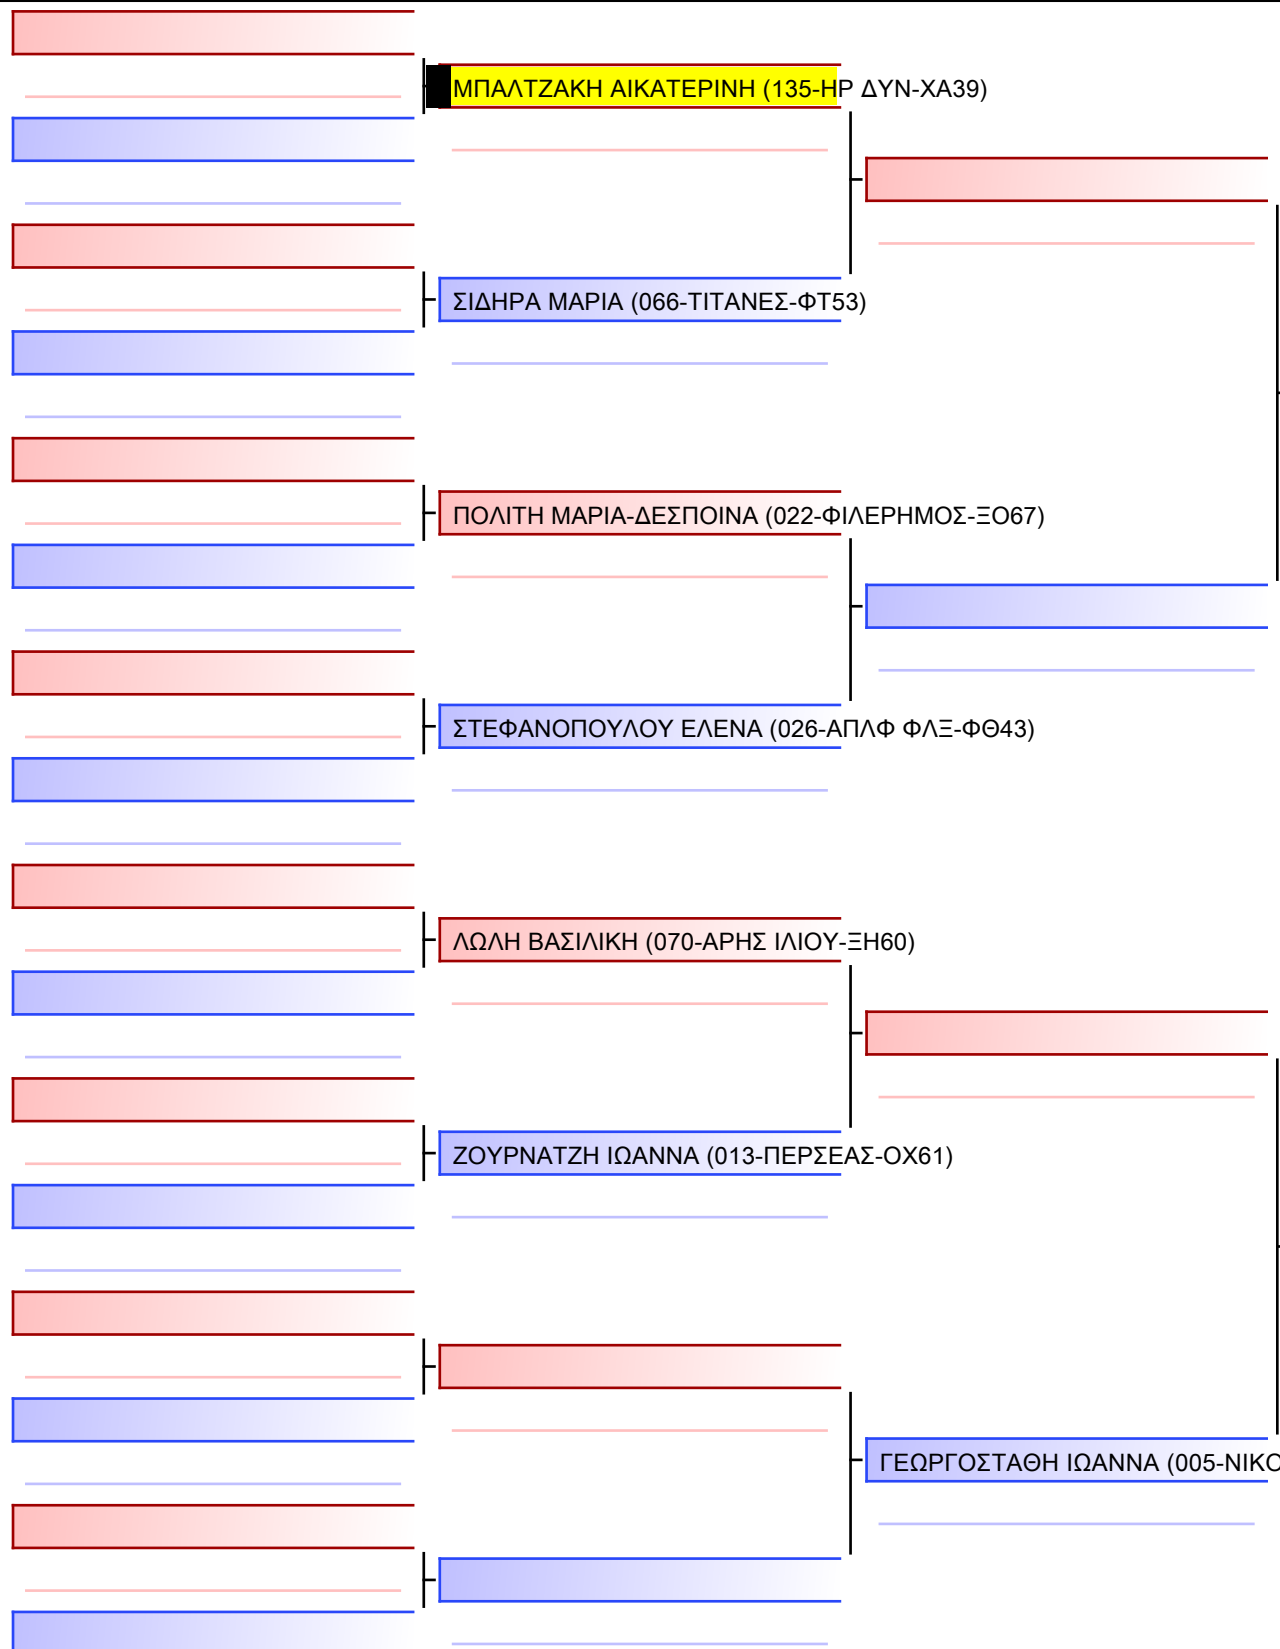 ΜΠΑΛΤΖΑΚΗ ΑΙΚΑΤΕΡΙΝΗ (135-ΗΡ ΔΥΝ-ΧΑ39)
ΣΙΔΗΡΑ ΜΑΡΙΑ (066-ΤΙΤΑΝΕΣ-ΦΤ53)
ΠΟΛΙΤΗ ΜΑΡΙΑ-ΔΕΣΠΟΙΝΑ (022-ΦΙΛΕΡΗΜΟΣ-ΞΟ67)
ΣΤΕΦΑΝΟΠΟΥΛΟΥ ΕΛΕΝΑ (026-ΑΠΛΦ ΦΛΞ-ΦΘ43)
ΛΩΛΗ ΒΑΣΙΛΙΚΗ (070-ΑΡΗΣ ΙΛΙΟΥ-ΞΗ60)
ΖΟΥΡΝΑΤΖΗ ΙΩΑΝΝΑ (013-ΠΕΡΣΕΑΣ-ΟΧ61)
ΓΕΩΡΓΟΣΤΑΘΗ ΙΩΑΝΝΑ (005-ΝΙΚΟ